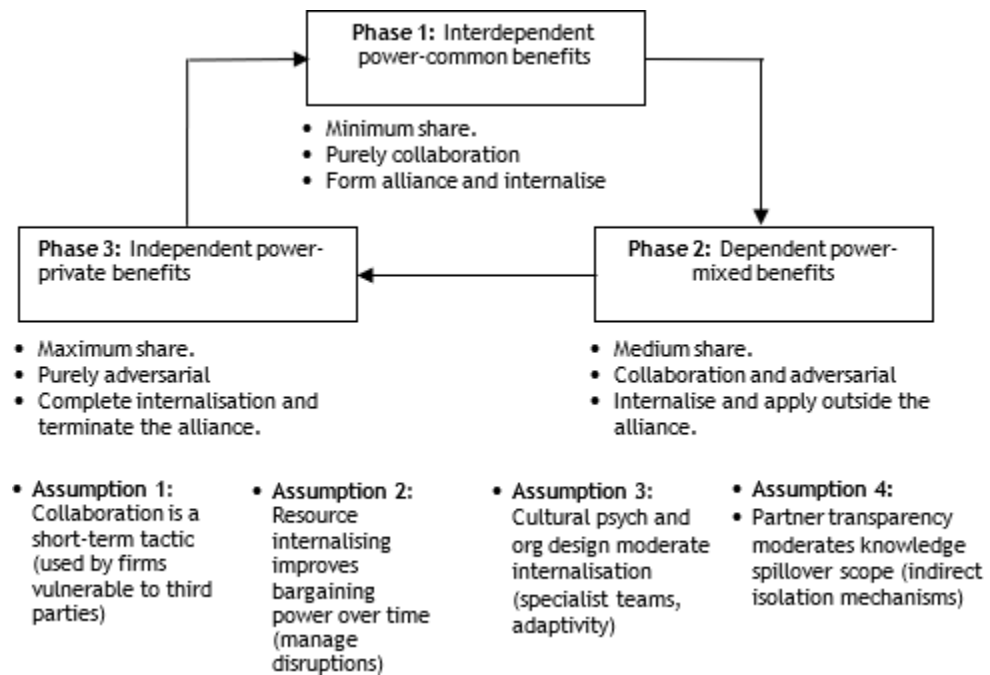 Phase 1: Interdependent
power-common benefits
• Minimum share.
• Purely collaboration
• Form alliance and internalise
Phase 3: Independent power-
private benefits
Phase 2: Dependent power-
mixed benefits
• Maximum share.
• Purely adversarial
• Complete internalisation and
terminate the alliance.
• Medium share.
• Collaboration and adversarial
• Internalise and apply outside the
alliance.
• Assumption 1:
Collaboration is a
short-term tactic
(used by firms
vulnerable to third
parties)
• Assumption 2:
Resource
internalising
improves
bargaining
power over time
(manage
disruptions)
• Assumption 3:
Cultural psych and
org design moderate
internalisation
(specialist teams,
adaptivity)
• Assumption 4:
• Partner transparency
moderates knowledge
spillover scope (indirect
isolation mechanisms)